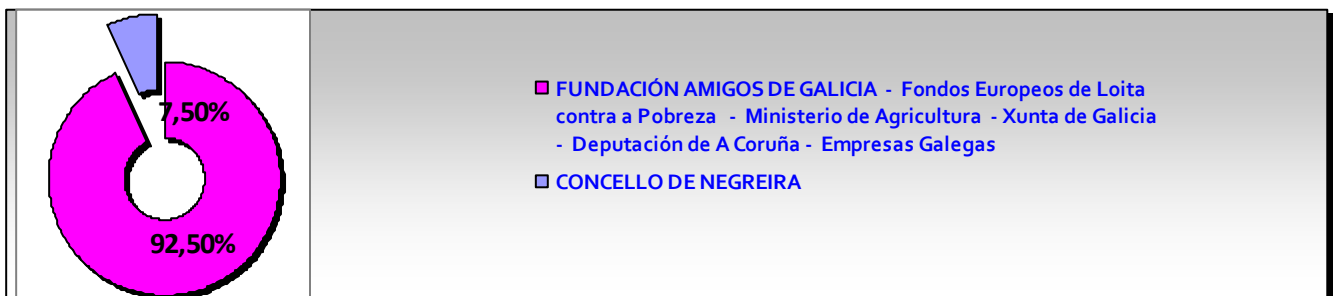 7,50%
92,50%
FUNDACIÓN AMIGOS DE GALICIA - Fondos Europeos de Loita
contra a Pobreza - Ministerio de Agricultura - Xunta de Galicia
- Deputación de A Coruña - Empresas Galegas
CONCELLO DE NEGREIRA